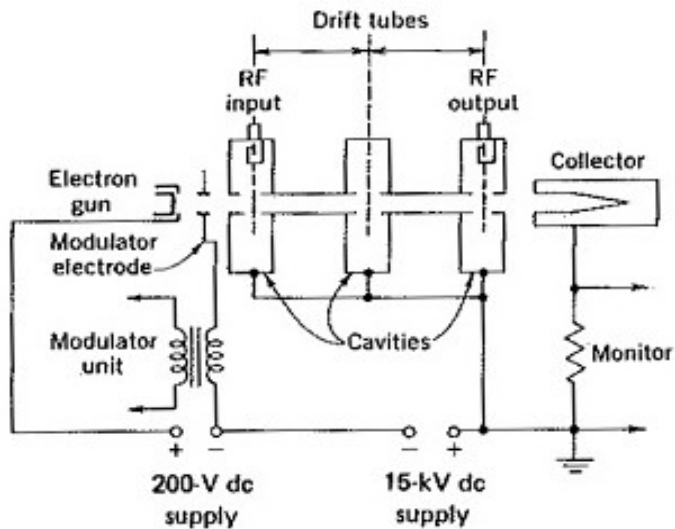 Drift tubes
RF
input
RF
output
Collector
Electron
gun
Modulator
electrode
Modulator
unit
Cavities
Monitor
+
−
−
+
200-V dc
supply
15-kV dc
supply